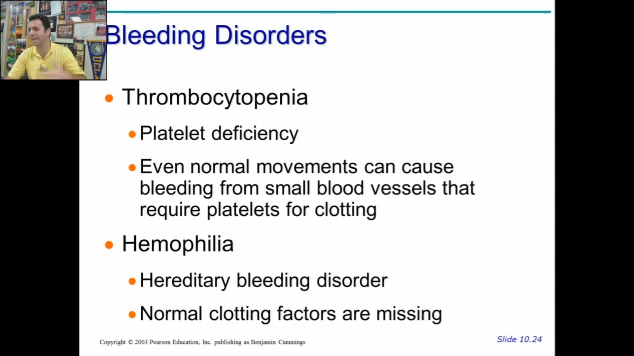 Bleeding Disorders
• Thrombocytopenia
• Platelet deficiency
• Even normal movements can cause
bleeding from small blood vessels that
require platelets for clotting
• Hemophilia
• Hereditary bleeding disorder
• Normal clotting factors are missing
Copyright © 2003 Pearson Education, Inc. publishing as Benjamin Cummings
Slide 10.24